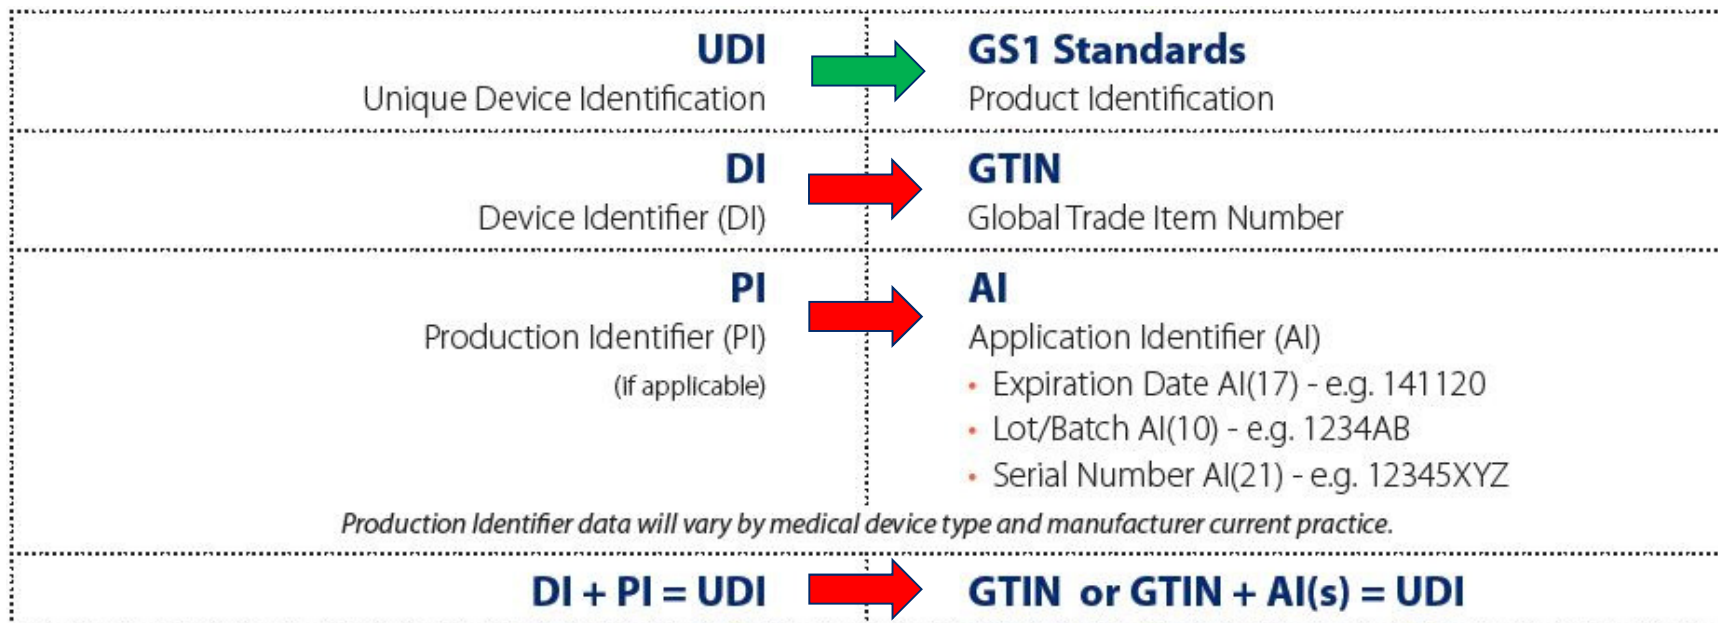 UDI
GS1 Standards
Unique Device Identification
Product Identification
DI
GTIN
Device Identifier (DI)
Global Trade Item Number
PI
AI
Production Identifier (PI)
Application Identifier (AI)
(if applicable)
• Expiration Date AI(17) - e.g. 141120
• Lot/Batch AI(10) - e.g. 1234AB
• Serial Number AI(21) - e.g. 12345XYZ
Production Identifier data will vary by medical device type and manufacturer current practice.
DI + PI = UDI
GTIN or GTIN + AI(s) = UDI